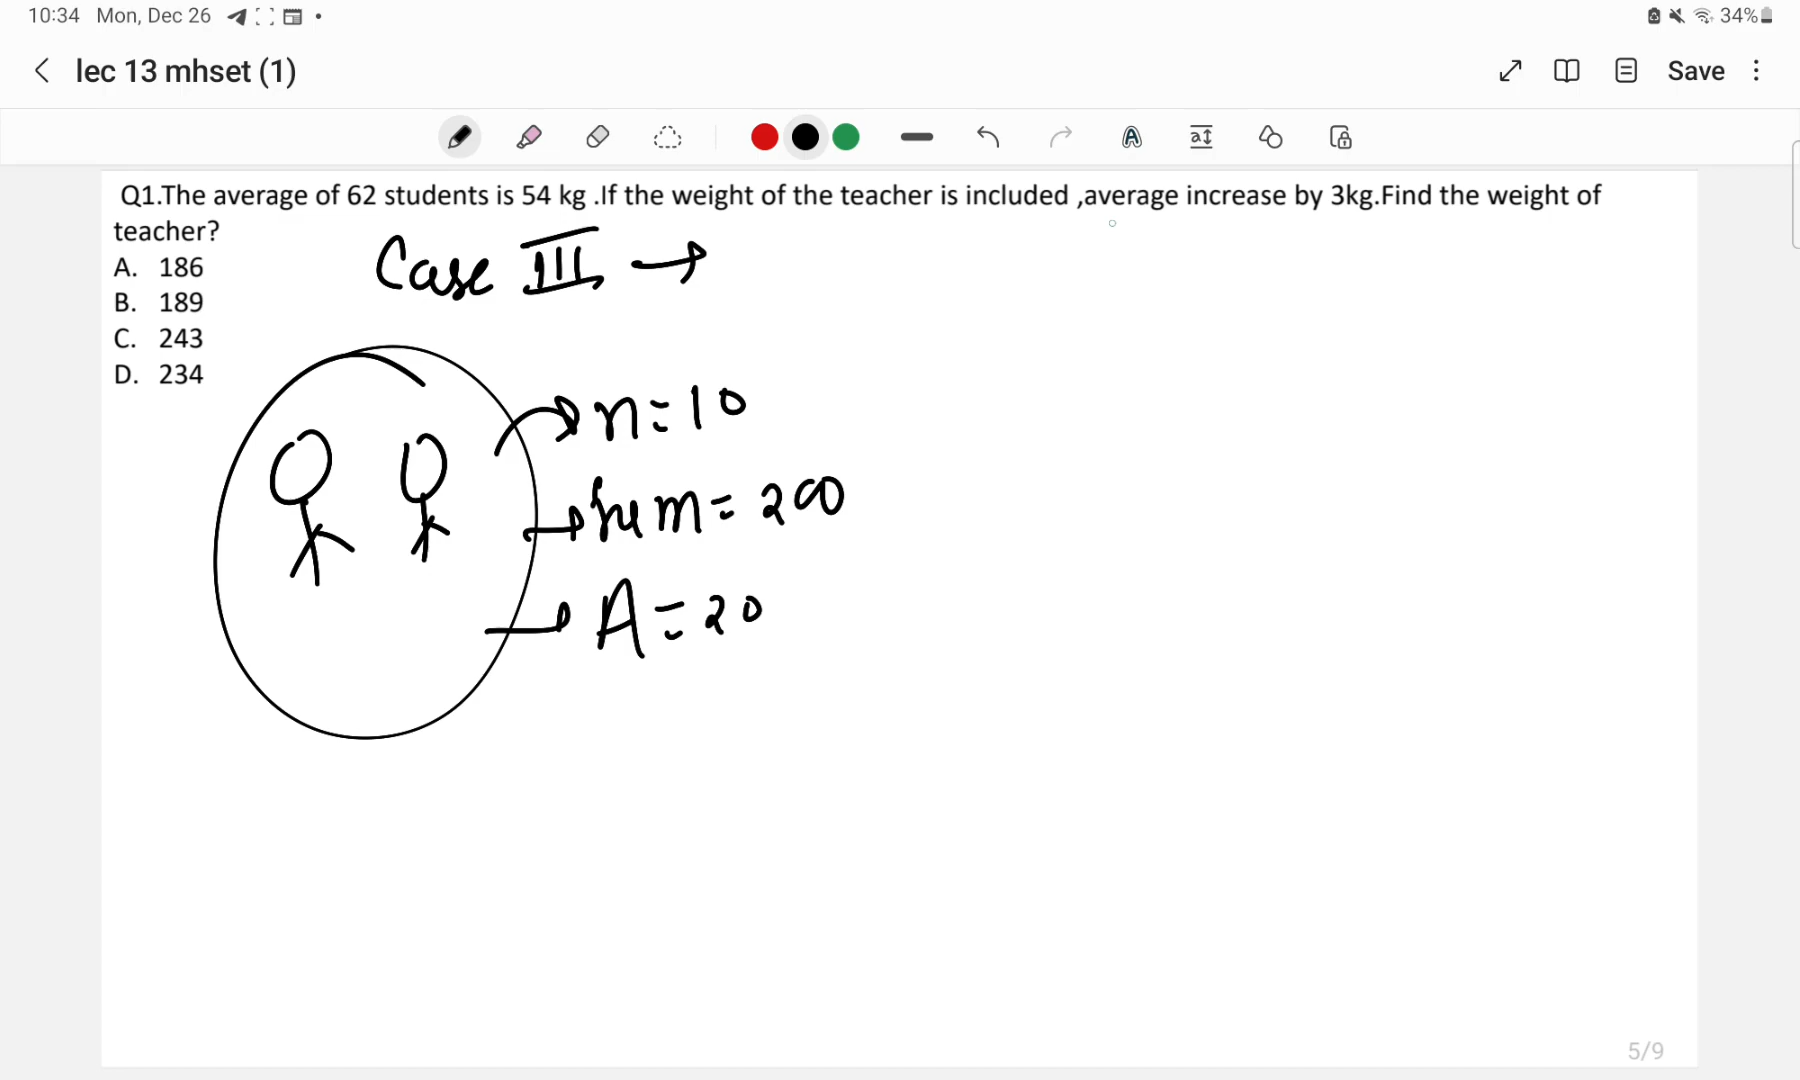 10:34 Mon, Dec 26
34%
lec 13 mhset (1)
Save
Q1.The average of 62 students is 54 kg .If the weight of the teacher is included ,average increase by 3kg.Find the weight of
teacher?
A. 186
B. 189
C. 243
D. 234
Case III →
n=10
sum=200
A=20
5/9